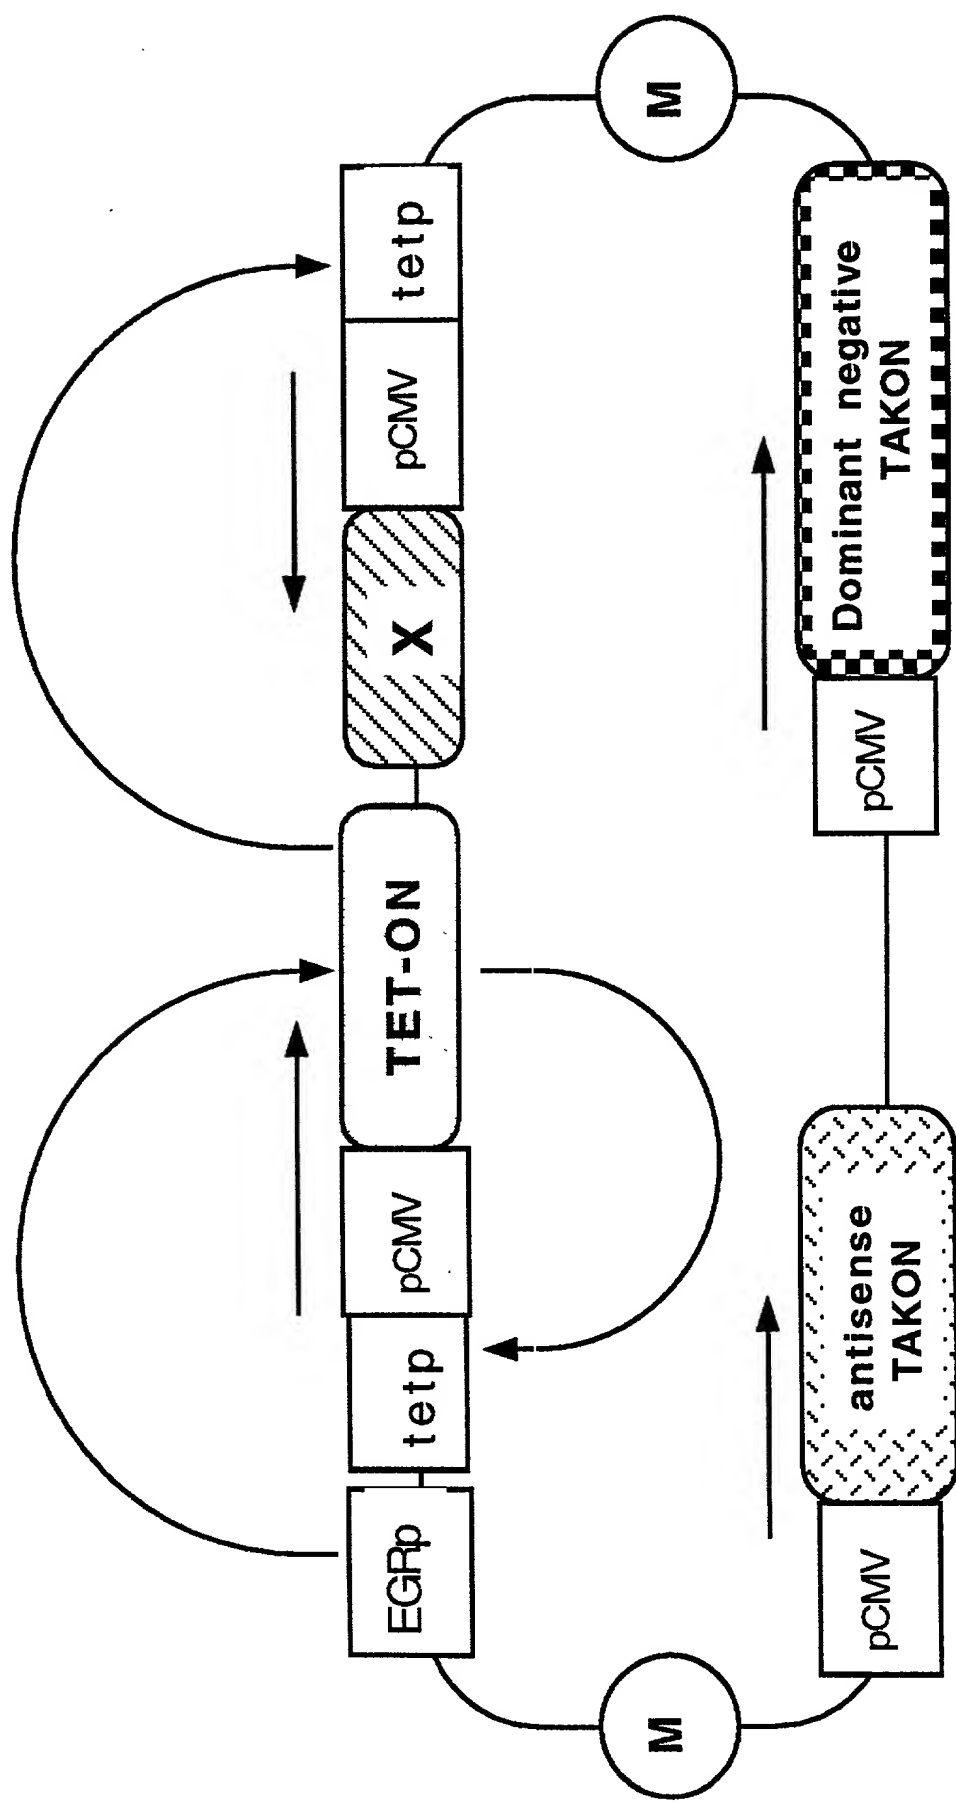 EGRp
tetp
pCMV
TET-ON
X
pCMV
tetp
M
M
pCMV
antisense
TAKON
pCMV
Dominant negative
TAKON